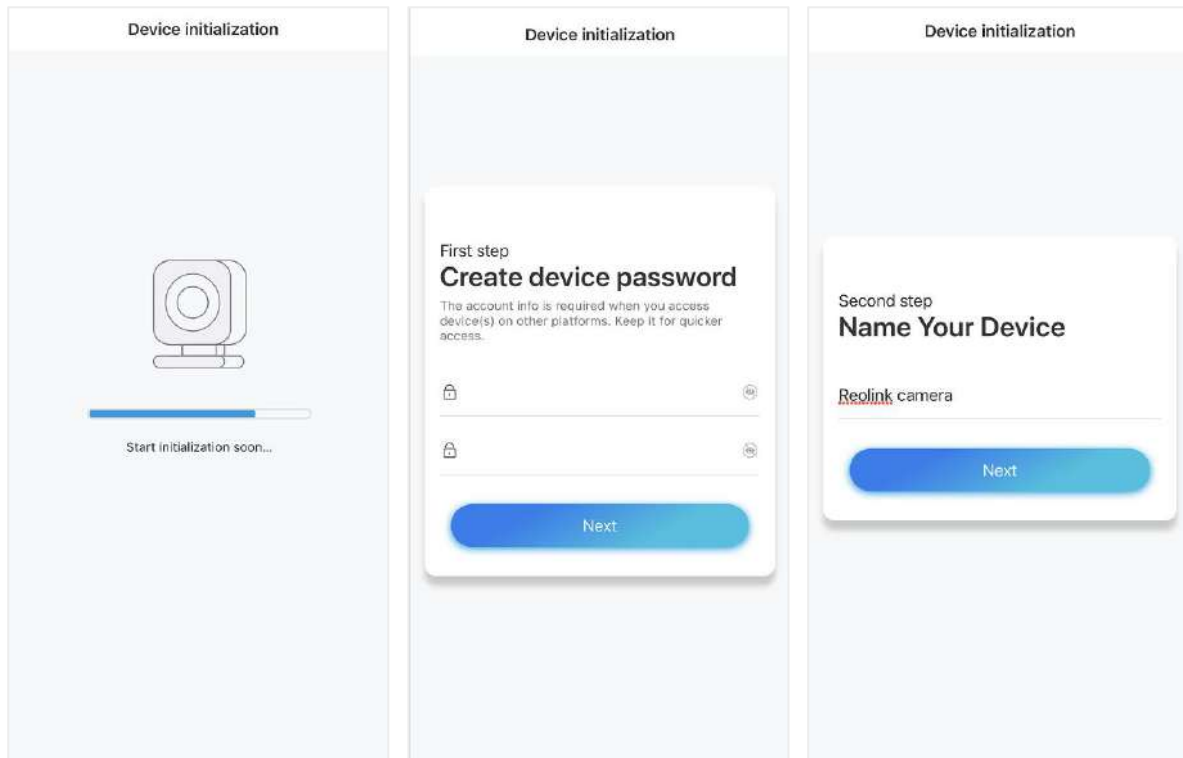 Device initialization
Start initialization soon...
Device initialization
First step
Create device password
The account info is required when you access
device(s) on other platforms. Keep it for quicker
access.
Next
Device initialization
Second step
Name Your Device
Reolink camera
Next